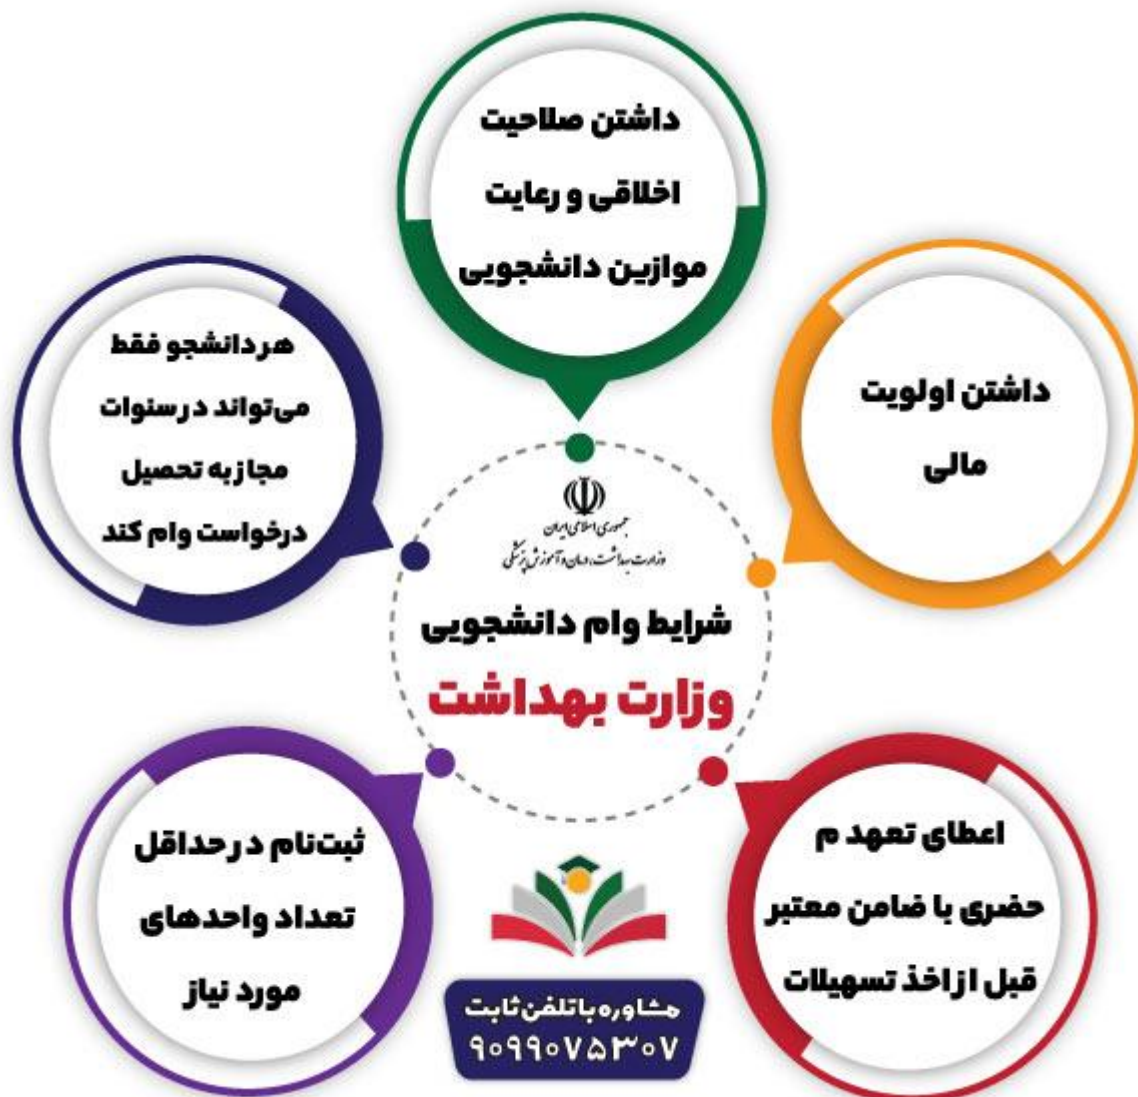 داشتن صلاحیت
اخلاقی و رعایت
موازین دانشجویی
داشتن اولویت
مالی
هر دانشجو فقط
می‌تواند در سنوات
مجاز به تحصیل
درخواست وام کند
جمهوری اسلامی ایران
وزارت بهداشت، درمان و آموزش پزشکی
شرایط وام دانشجویی
وزارت بهداشت
اعطای تعهد م
حضری با ضامن معتبر
قبل از اخذ تسهیلات
ثبت‌نام در حداقل
تعداد واحدهای
مورد نیاز
مشاوره با تلفن ثابت
۹۰۹۹۰۷۵۳۰۷